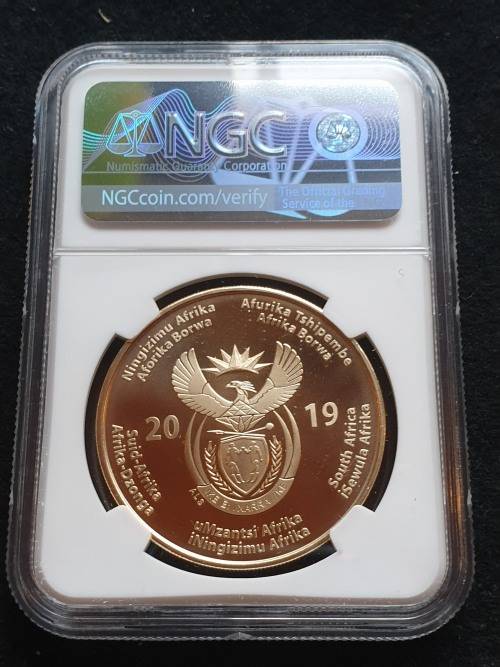 NGC
Numismatic Guaranty Corporation
NGCcoin.com/verify
The Official Grading
Service of the
Ningizimu Afrika
Aforika Borwa
Afurika Tshipembe
Afrika Borwa
20 19
Suid-Afrika
Afrika-Dzonga
South Africa
iSewula Afrika
uMzantsi Afrika
iNingizimu Afrika